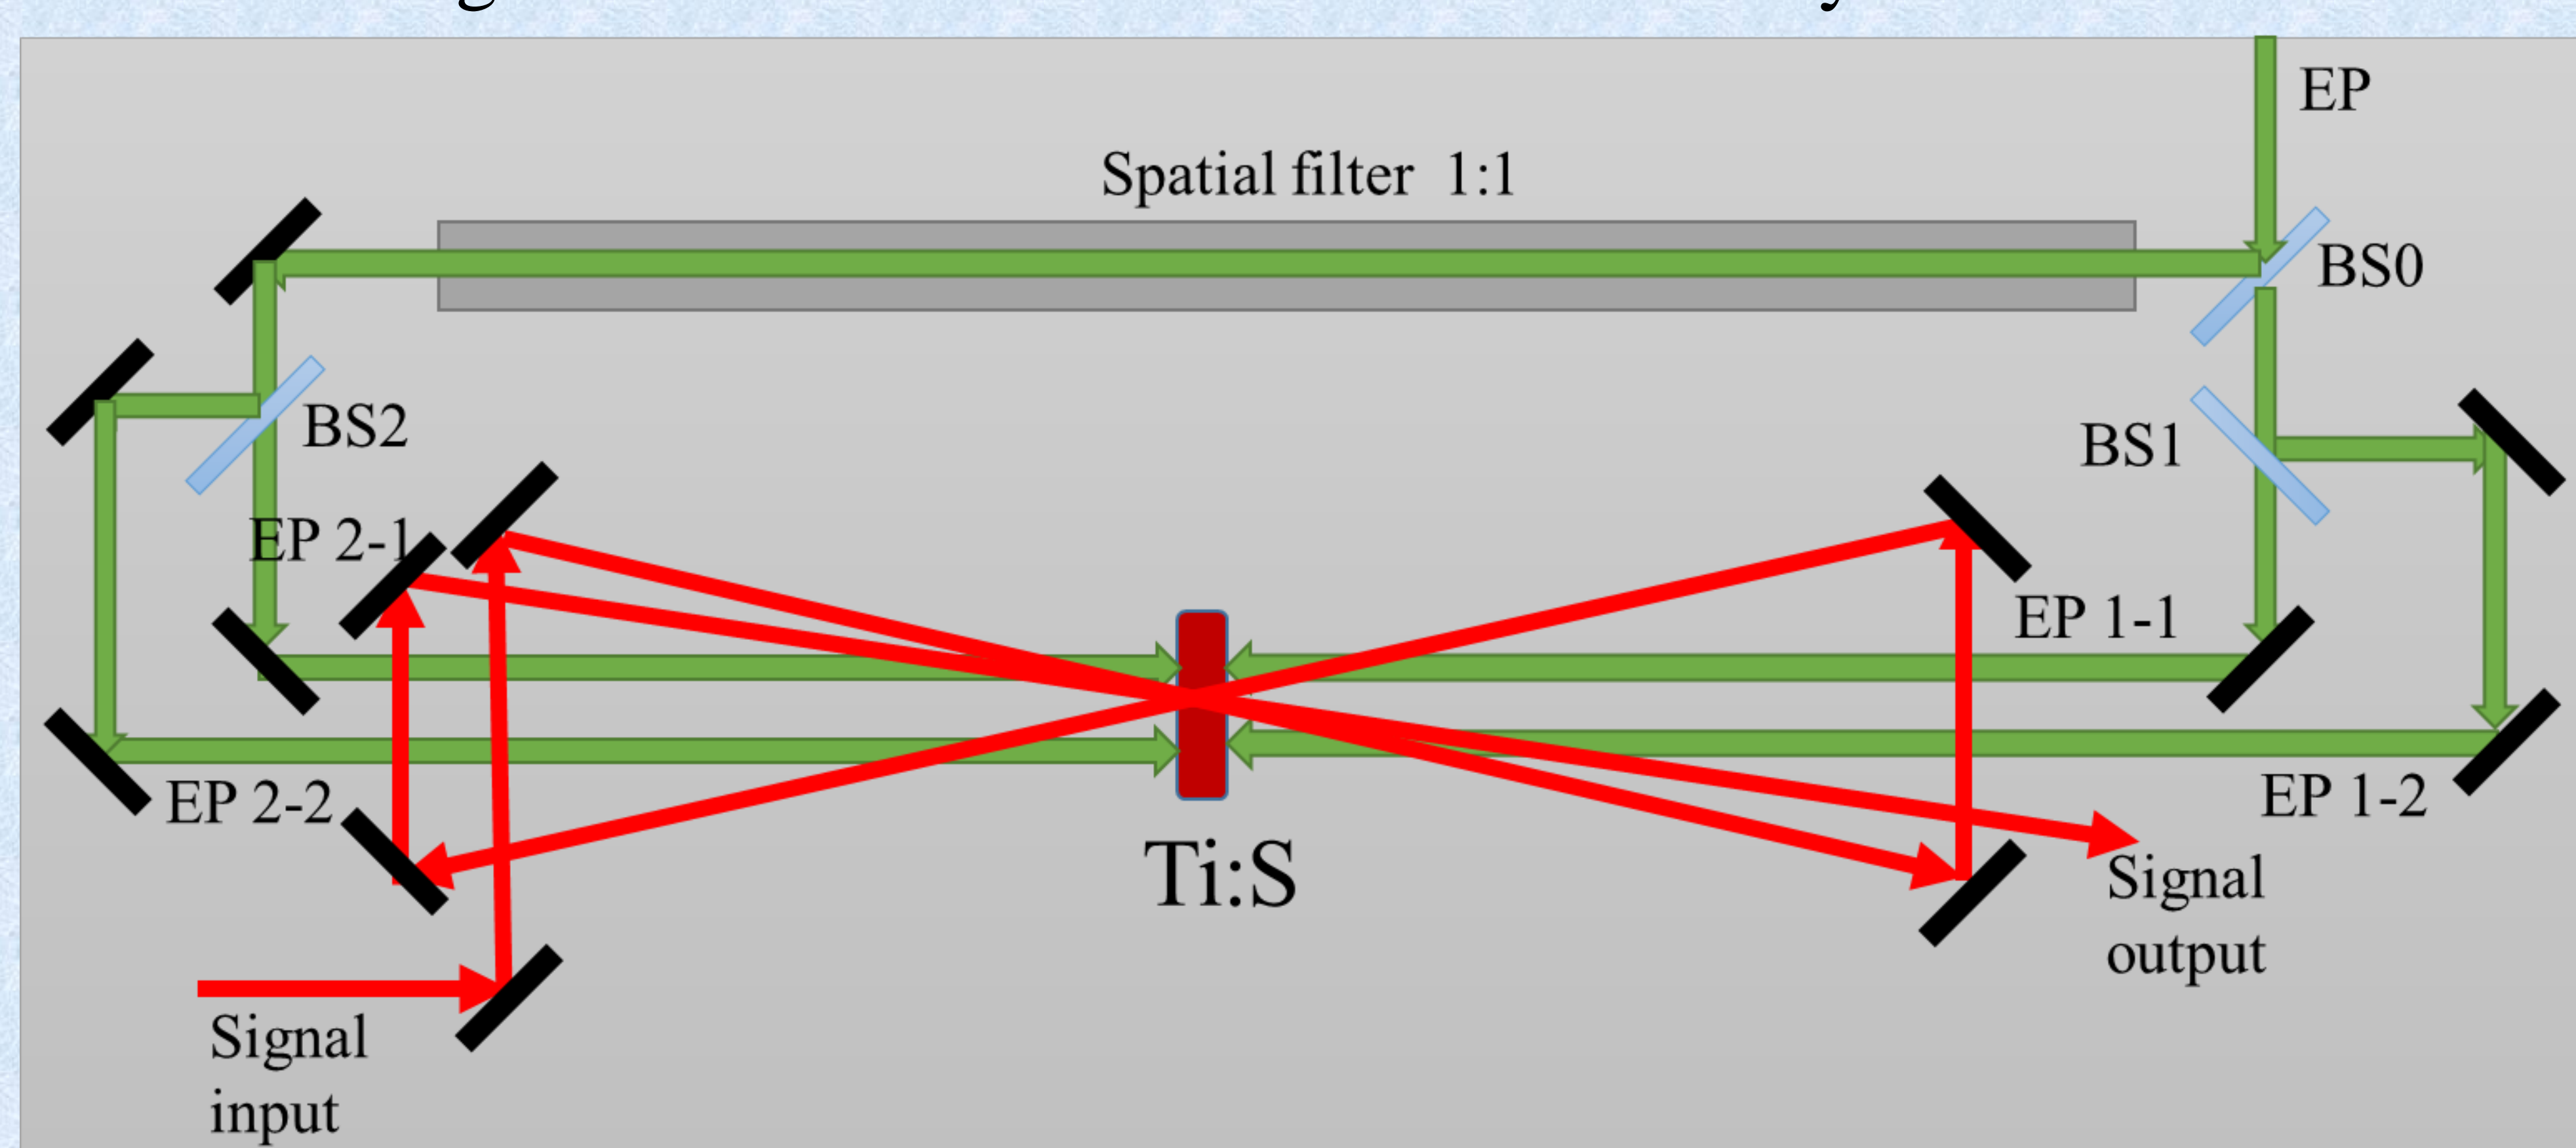 EP
Spatial filter 1:1
BS0
BS2
BS1
EP 2-1
EP 1-1
EP 2-2
EP 1-2
Ti:S
Signal
output
Signal
input